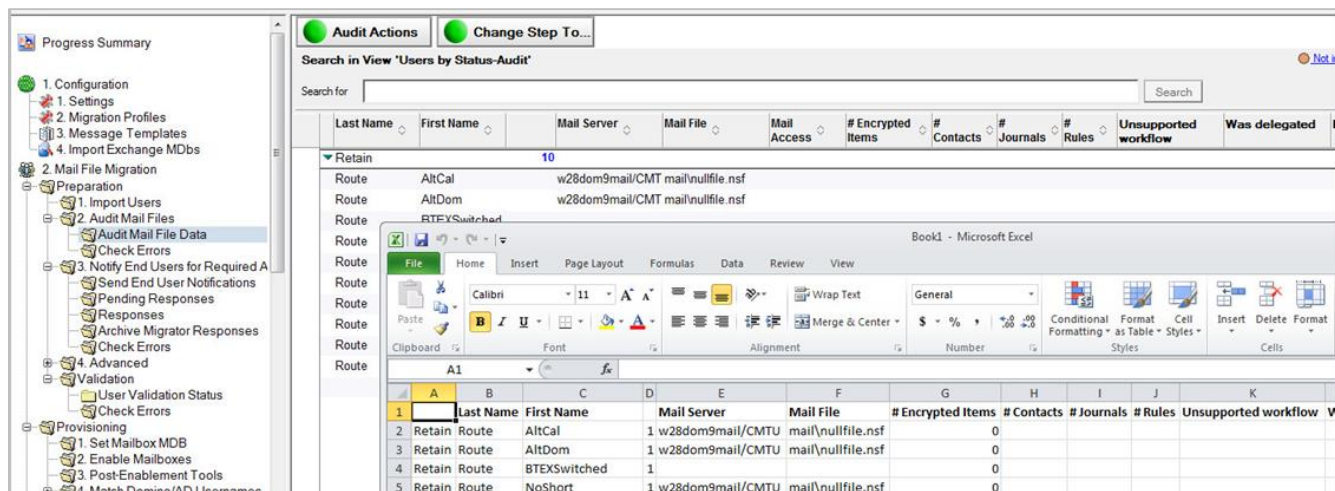 Progress Summary
1. Configuration
1. Settings
2. Migration Profiles
3. Message Templates
4. Import Exchange MDbs
2. Mail File Migration
Preparation
1. Import Users
2. Audit Mail Files
Audit Mail File Data
Check Errors
3. Notify End Users for Required A
Send End User Notifications
Pending Responses
Responses
Archive Migrator Responses
Check Errors
4. Advanced
Validation
User Validation Status
Check Errors
Provisioning
1. Set Mailbox MDB
2. Enable Mailboxes
3. Post-Enablement Tools
4. Match Domino/AD Usernames
Audit Actions Change Step To...
Search in View 'Users by Status-Audit' Not i
Search for Search
Last Name First Name Mail Server Mail File Mail Access # Encrypted Items # Contacts # Journals # Rules Unsupported workflow Was delegated
Retain 10
Route AltCal w28dom9mail/CMT mail\nullfile.nsf
Route AltDom w28dom9mail/CMT mail\nullfile.nsf
Route BTEXSwitched
Route
Route
Route
Route
Route
Route
Route
Book1 - Microsoft Excel
File Home Insert Page Layout Formulas Data Review View
Calibri 11 A A Wrap Text General
Paste B I U A Merge & Center $ % , .0 .00 .00 .0 Conditional Formatting Format as Table Cell Styles Insert Delete Format
Clipboard Font Alignment Number Styles Cells
A1 fx
A B C D E F G H I J K
1 Last Name First Name Mail Server Mail File # Encrypted Items # Contacts # Journals # Rules Unsupported workflow W
2 Retain Route AltCal 1 w28dom9mail/CMTU mail\nullfile.nsf 0
3 Retain Route AltDom 1 w28dom9mail/CMTU mail\nullfile.nsf 0
4 Retain Route BTEXSwitched 1 0
5 Retain Route NoShort 1 w28dom9mail/CMTU mail\nullfile.nsf 0